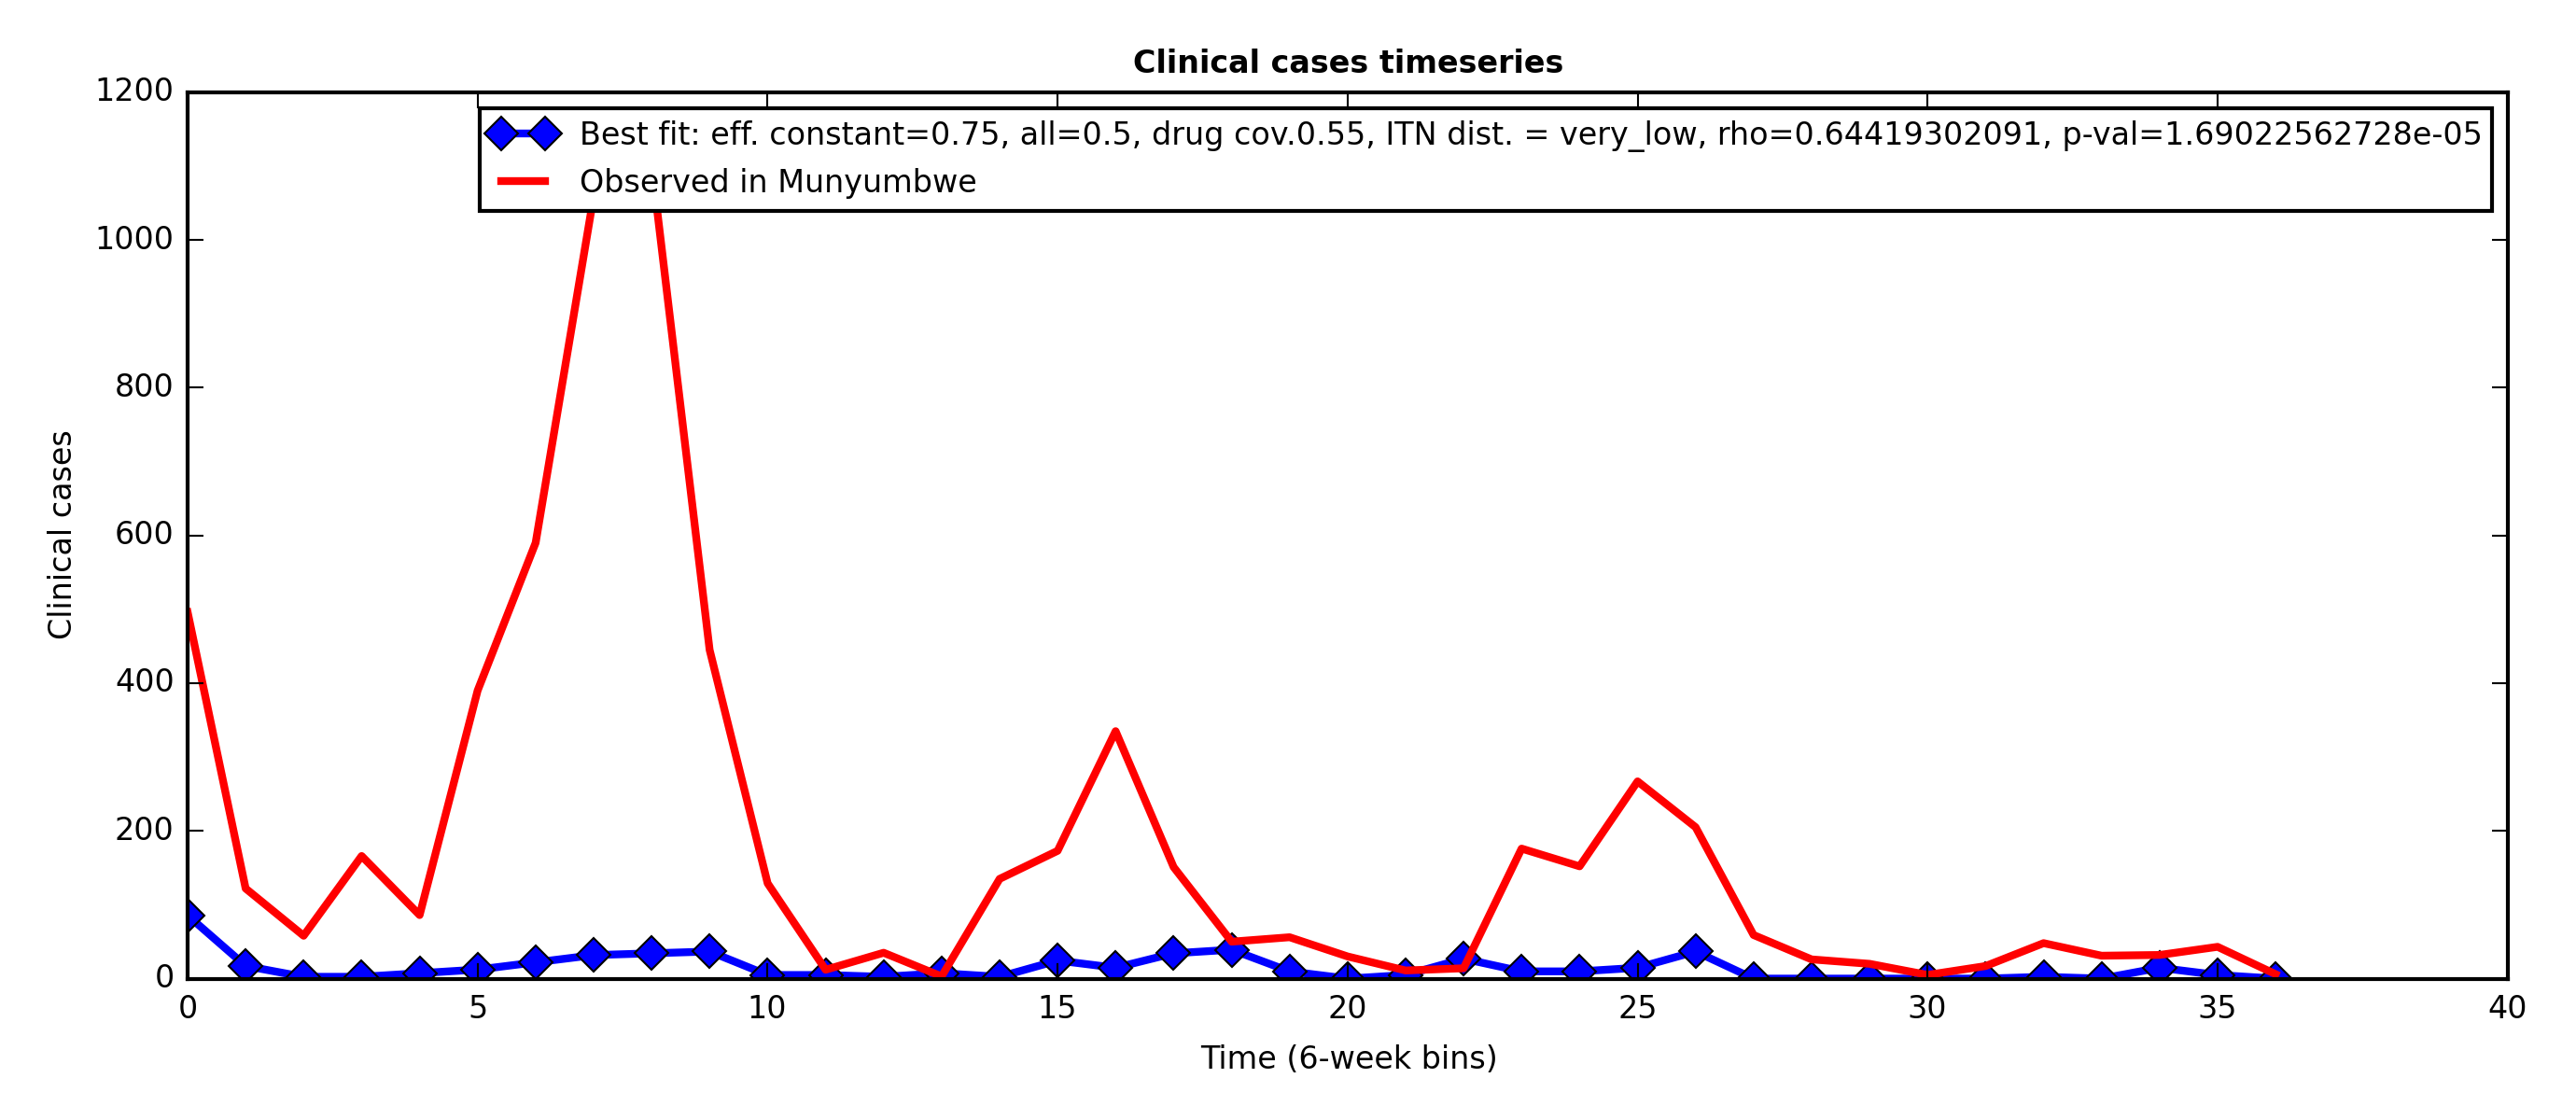 Clinical cases timeseries
1200
1000
800
600
400
200
0
Clinical cases
Best fit: eff. constant=0.75, all=0.5, drug cov.0.55, ITN dist. = very_low, rho=0.64419302091, p-val=1.69022562728e-05
Observed in Munyumbwe
0 5 10 15 20 25 30 35 40
Time (6-week bins)